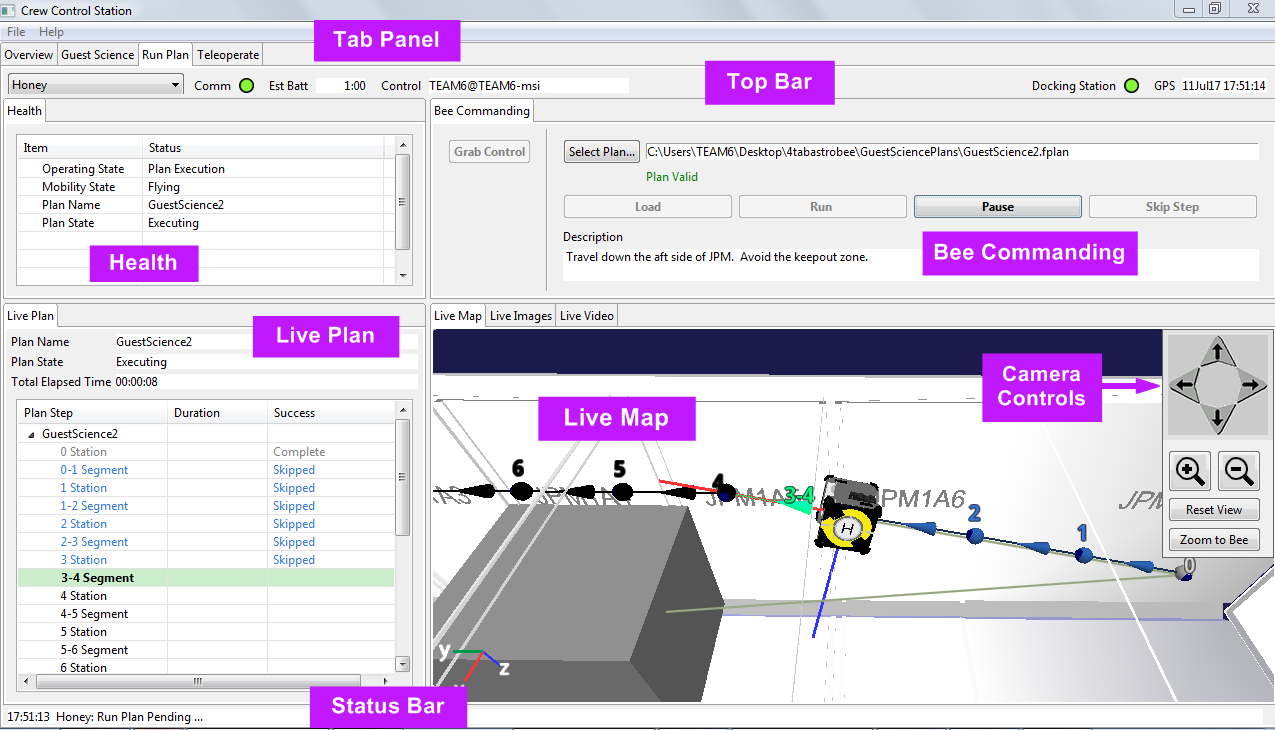 Crew Control Station
File Help
Tab Panel
Overview Guest Science Run Plan Teleoperate
Honey Comm Est Batt 1:00 Control TEAM6@TEAM6-msi
Top Bar
Docking Station GPS 11Jul17 17:51:14
Health
Item Status
Operating State Plan Execution
Mobility State Flying
Plan Name GuestScience2
Plan State Executing
Health
Bee Commanding
Grab Control
Select Plan... C:\Users\TEAM6\Desktop\4tabastrobee\GuestSciencePlans\GuestScience2.fplan
Plan Valid
Load Run Pause Skip Step
Description
Bee Commanding
Travel down the aft side of JPM. Avoid the keepout zone.
Live Plan
Live Plan
Plan Name GuestScience2
Plan State Executing
Total Elapsed Time 00:00:08
Plan Step Duration Success
GuestScience2
0 Station Complete
0-1 Segment Skipped
1 Station Skipped
1-2 Segment Skipped
2 Station Skipped
2-3 Segment Skipped
3 Station Skipped
3-4 Segment
4 Station
4-5 Segment
5 Station
5-6 Segment
6 Station
Live Map Live Images Live Video
Camera
Controls
Live Map
6 5 4 3-4 2 1 0
JPM1A6
H
y z
Reset View
Zoom to Bee
Status Bar
17:51:13 Honey: Run Plan Pending ...